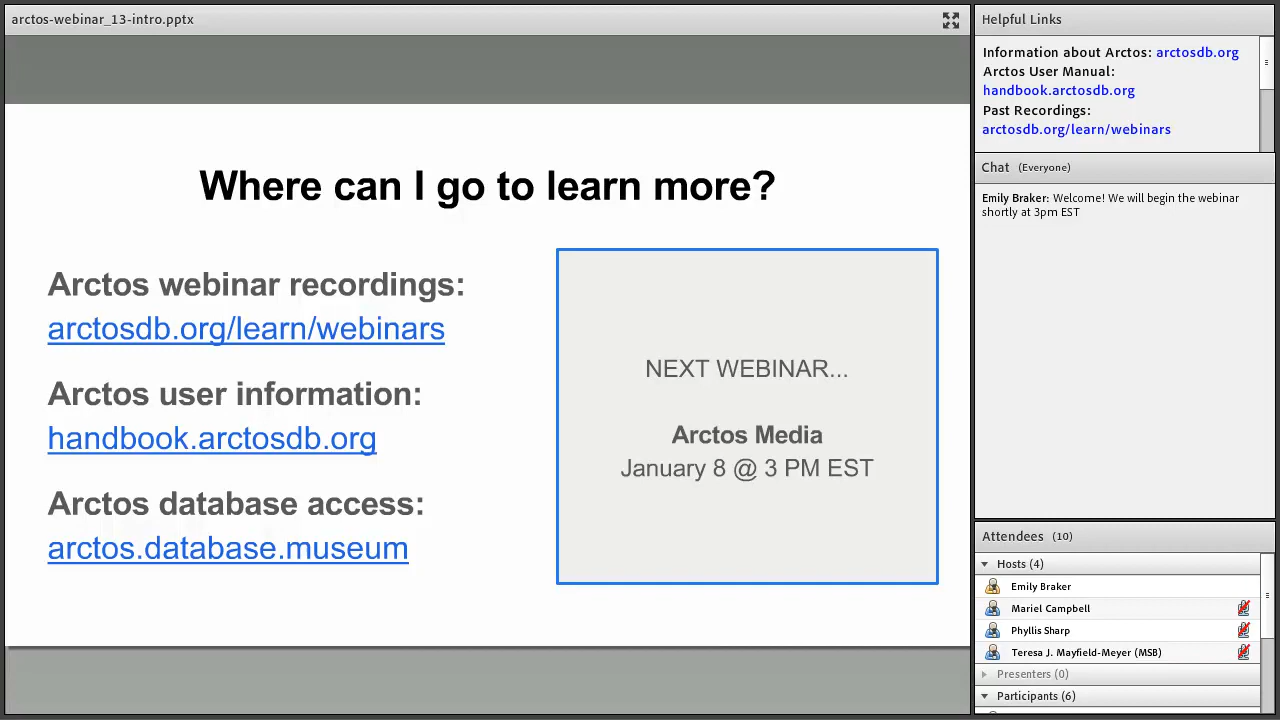 arctos-webinar_13-intro.pptx
Where can I go to learn more?
Arctos webinar recordings:
arctosdb.org/learn/webinars
Arctos user information:
handbook.arctosdb.org
Arctos database access:
arctos.database.museum
NEXT WEBINAR...
Arctos Media
January 8 @ 3 PM EST
Helpful Links
Information about Arctos: arctosdb.org
Arctos User Manual:
handbook.arctosdb.org
Past Recordings:
arctosdb.org/learn/webinars
Chat (Everyone)
Emily Braker: Welcome! We will begin the webinar
shortly at 3pm EST
Attendees (10)
Hosts (4)
Emily Braker
Mariel Campbell
Phyllis Sharp
Teresa J. Mayfield-Meyer (MSB)
Presenters (0)
Participants (6)